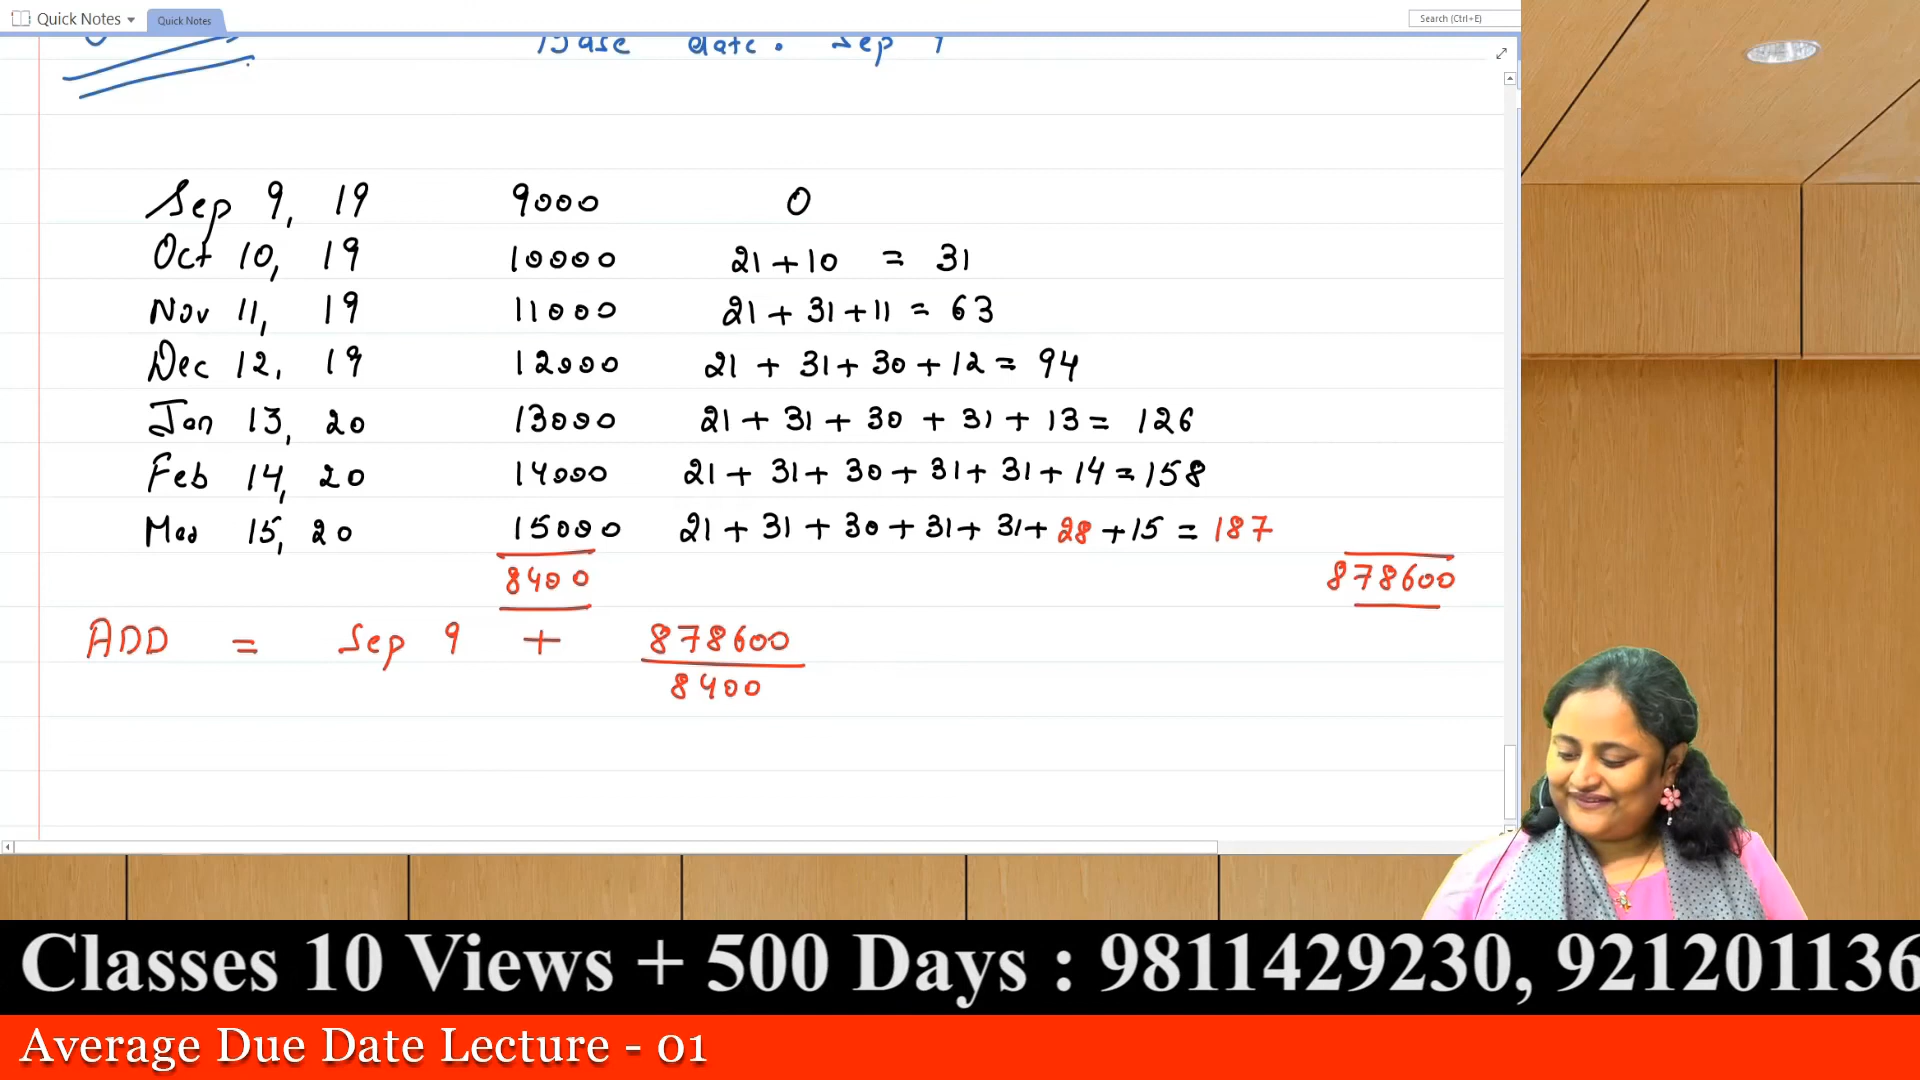 Quick Notes
Quick Notes
Search (Ctrl+E)
Base date. Sep 9
Sep 9, 19 9000 0
Oct 10, 19 10000 21 + 10 = 31
Nov 11, 19 11000 21 + 31 + 11 = 63
Dec 12, 19 12000 21 + 31 + 30 + 12 = 94
Jan 13, 20 13000 21 + 31 + 30 + 31 + 13 = 126
Feb 14, 20 14000 21 + 31 + 30 + 31 + 31 + 14 = 158
Mar 15, 20 15000 21 + 31 + 30 + 31 + 31 + 28 + 15 = 187
8400 878600
ADD = Sep 9 + 878600
8400
Classes 10 Views + 500 Days : 9811429230, 921201136
Average Due Date Lecture - 01